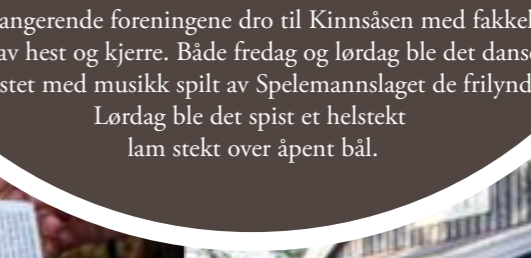 angerende foreningene dro til Kinnsåsen med fakkel
av hest og kjerre. Både fredag og lørdag ble det danse
stet med musikk spilt av Spelemannslaget de frilynd
Lørdag ble det spist et helstekt
lam stekt over åpent bål.